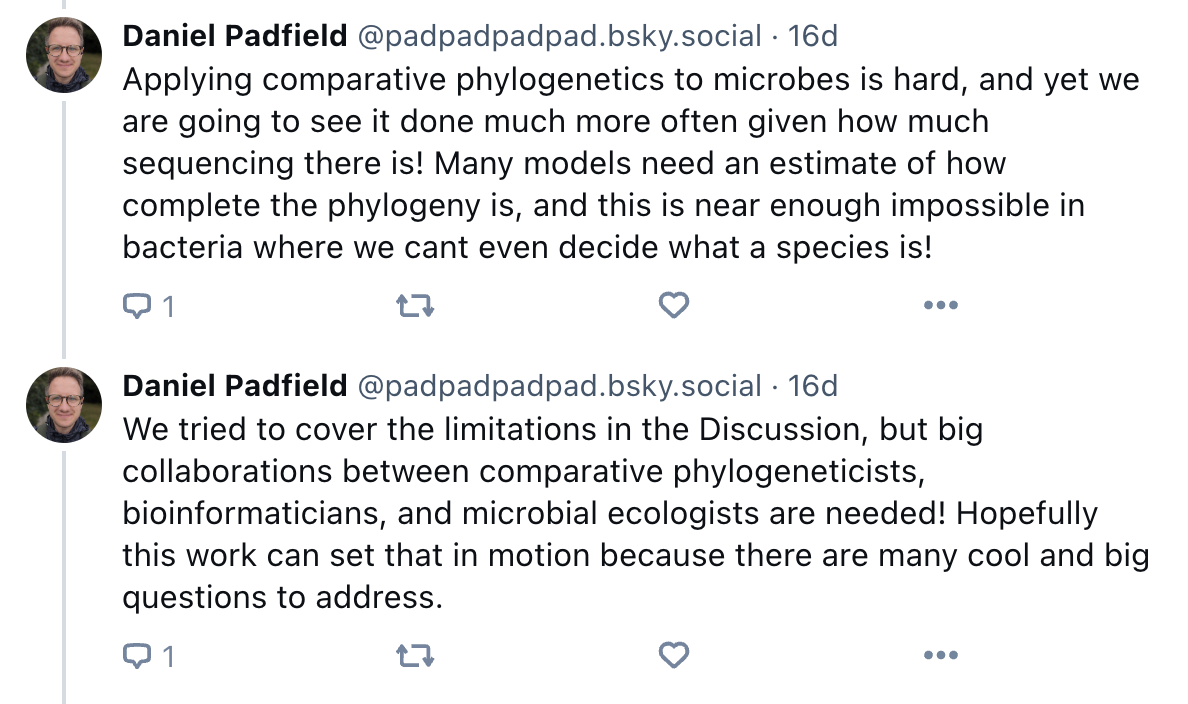 Daniel Padfield @padpadpadpad.bsky.social · 16d
Applying comparative phylogenetics to microbes is hard, and yet we
are going to see it done much more often given how much
sequencing there is! Many models need an estimate of how
complete the phylogeny is, and this is near enough impossible in
bacteria where we cant even decide what a species is!
1
Daniel Padfield @padpadpadpad.bsky.social · 16d
We tried to cover the limitations in the Discussion, but big
collaborations between comparative phylogeneticists,
bioinformaticians, and microbial ecologists are needed! Hopefully
this work can set that in motion because there are many cool and big
questions to address.
1